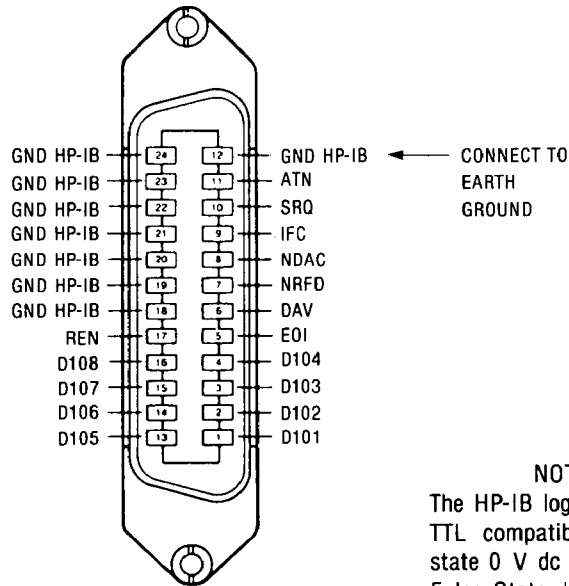 GND HP-IB 24 12 GND HP-IB CONNECT TO
GND HP-IB 23 11 ATN EARTH
GND HP-IB 22 10 SRQ GROUND
GND HP-IB 21 9 IFC
GND HP-IB 20 8 NDAC
GND HP-IB 19 7 NRFD
GND HP-IB 18 6 DAV
REN 17 5 EOI
D108 16 4 D104
D107 15 3 D103
D106 14 2 D102
D105 13 1 D101
The HP-IB log
TTL compatib
state 0 V dc